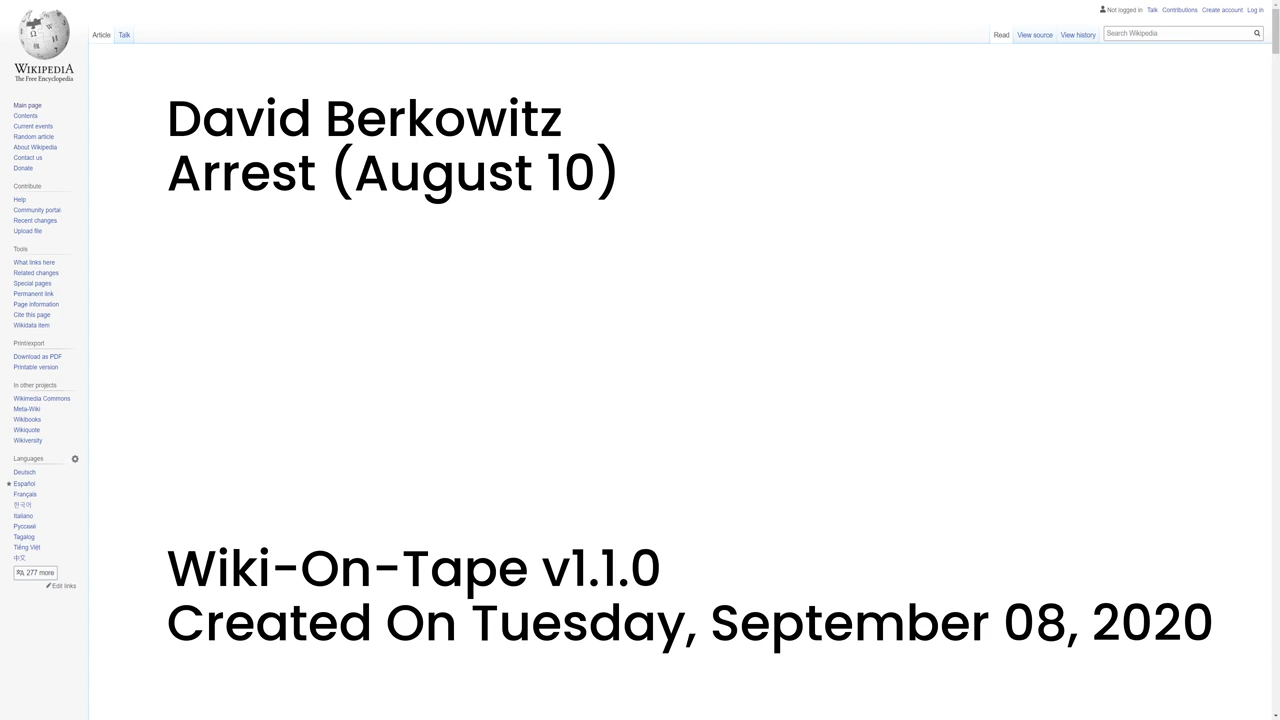 Not logged in Talk Contributions Create account Log in
Article Talk Read View source View history Search Wikipedia
WIKIPEDIA
The Free Encyclopedia
Main page
Contents
Current events
Random article
About Wikipedia
Contact us
Donate
Contribute
Help
Community portal
Recent changes
Upload file
Tools
What links here
Related changes
Special pages
Permanent link
Page information
Cite this page
Wikidata item
Print/export
Download as PDF
Printable version
In other projects
Wikimedia Commons
Meta-Wiki
Wikibooks
Wikiquote
Wikiversity
Languages
Deutsch
Español
Français
한국어
Italiano
Русский
Tagalog
Tiếng Việt
中文
277 more
Edit links
David Berkowitz
Arrest (August 10)
Wiki-On-Tape v1.1.0
Created On Tuesday, September 08, 2020